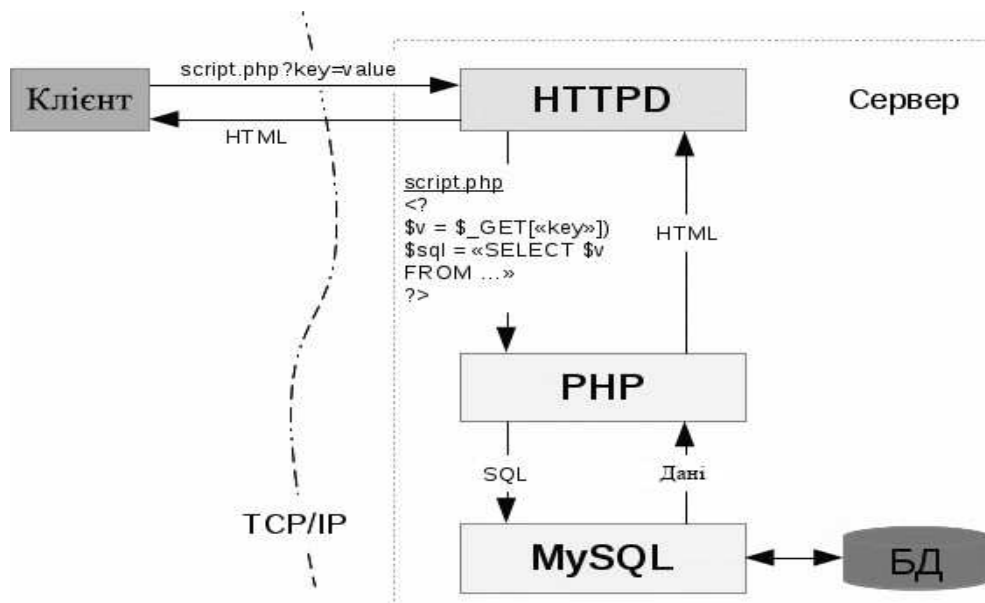 script.php?key=value
Клієнт
HTTPD
Сервер
HTML
script.php
<?
$v = $_GET[«key»])
$sql = «SELECT $v
FROM ...»
?>
HTML
PHP
SQL
Дані
TCP/IP
MySQL
БД